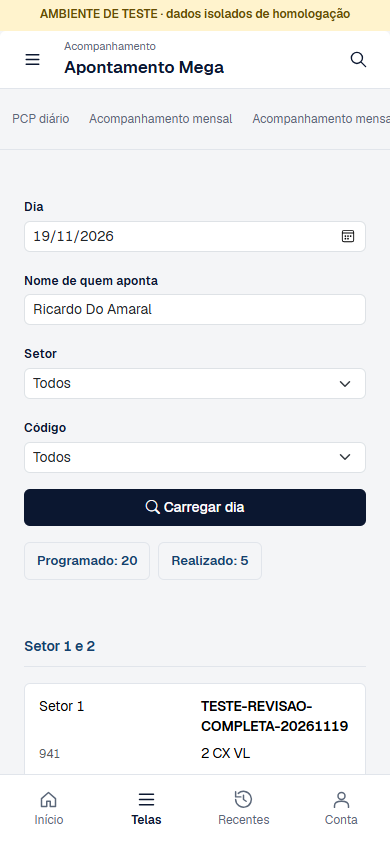 AMBIENTE DE TESTE · dados isolados de homologação
Acompanhamento
Apontamento Mega
PCP diário Acompanhamento mensal Acompanhamento mensa
Dia
19/11/2026
Nome de quem aponta
Ricardo Do Amaral
Setor
Todos
Código
Todos
Carregar dia
Programado: 20 Realizado: 5
Setor 1 e 2
Setor 1 TESTE-REVISAO-
COMPLETA-20261119
941 2 CX VL
Início Telas Recentes Conta